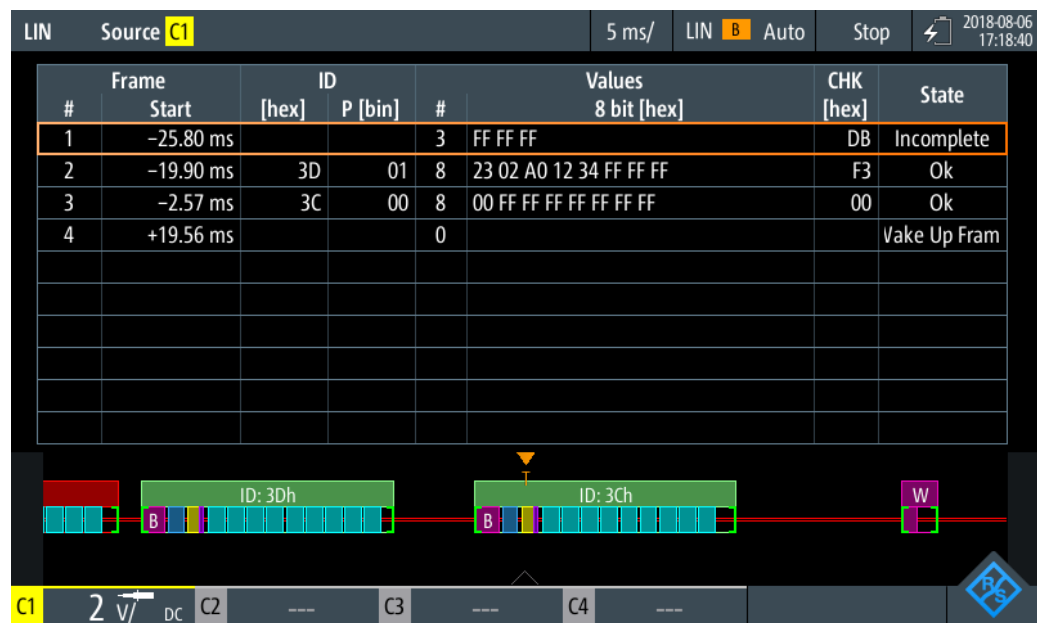 LIN Source C1 5 ms/ LIN B Auto Stop 2018-08-06
17:18:40
Frame ID Values CHK State
# Start [hex] P [bin] # 8 bit [hex] [hex]
1 −25.80 ms 3 FF FF FF DB Incomplete
2 −19.90 ms 3D 01 8 23 02 A0 12 34 FF FF FF F3 Ok
3 −2.57 ms 3C 00 8 00 FF FF FF FF FF FF FF 00 Ok
4 +19.56 ms 0 Wake Up Fram
T
ID: 3Dh ID: 3Ch W
B B
C1 2 V/ DC C2 --- C3 --- C4 ---
R&S